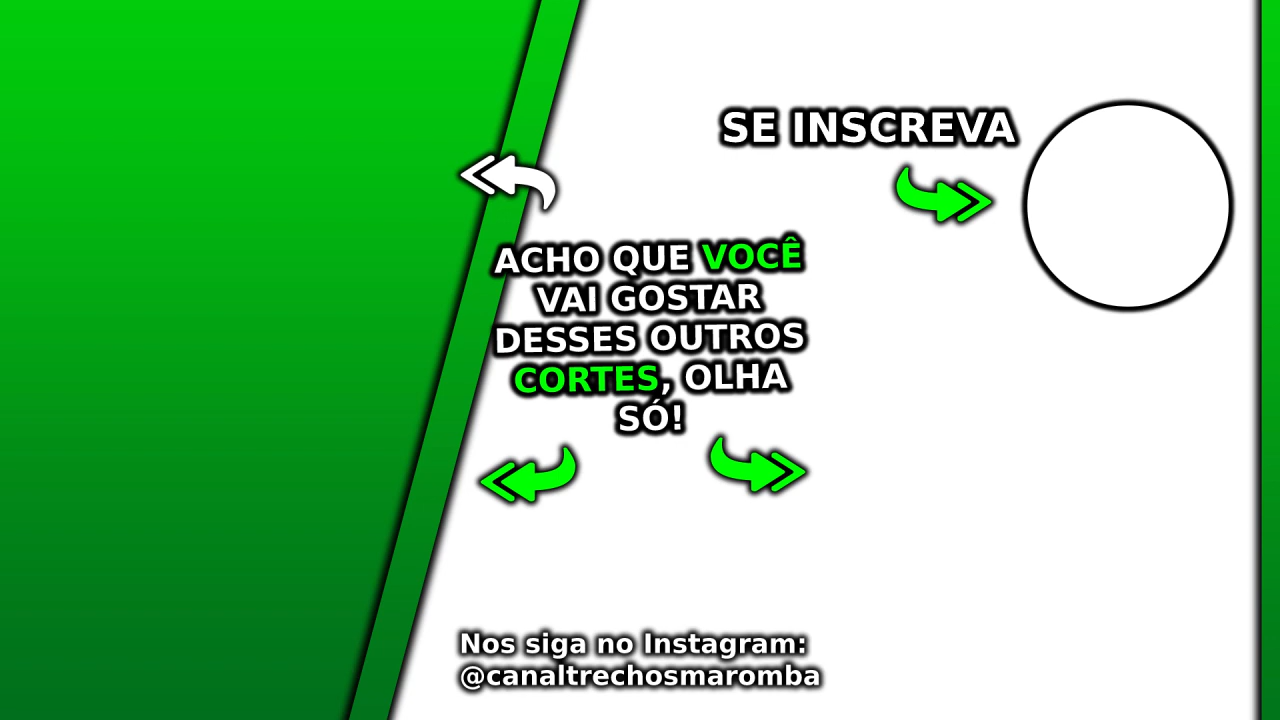 SE INSCREVA
ACHO QUE VOCÊ
VAI GOSTAR
DESSES OUTROS
CORTES, OLHA
SÓ!
Nos siga no Instagram:
@canaltrechosmaromba